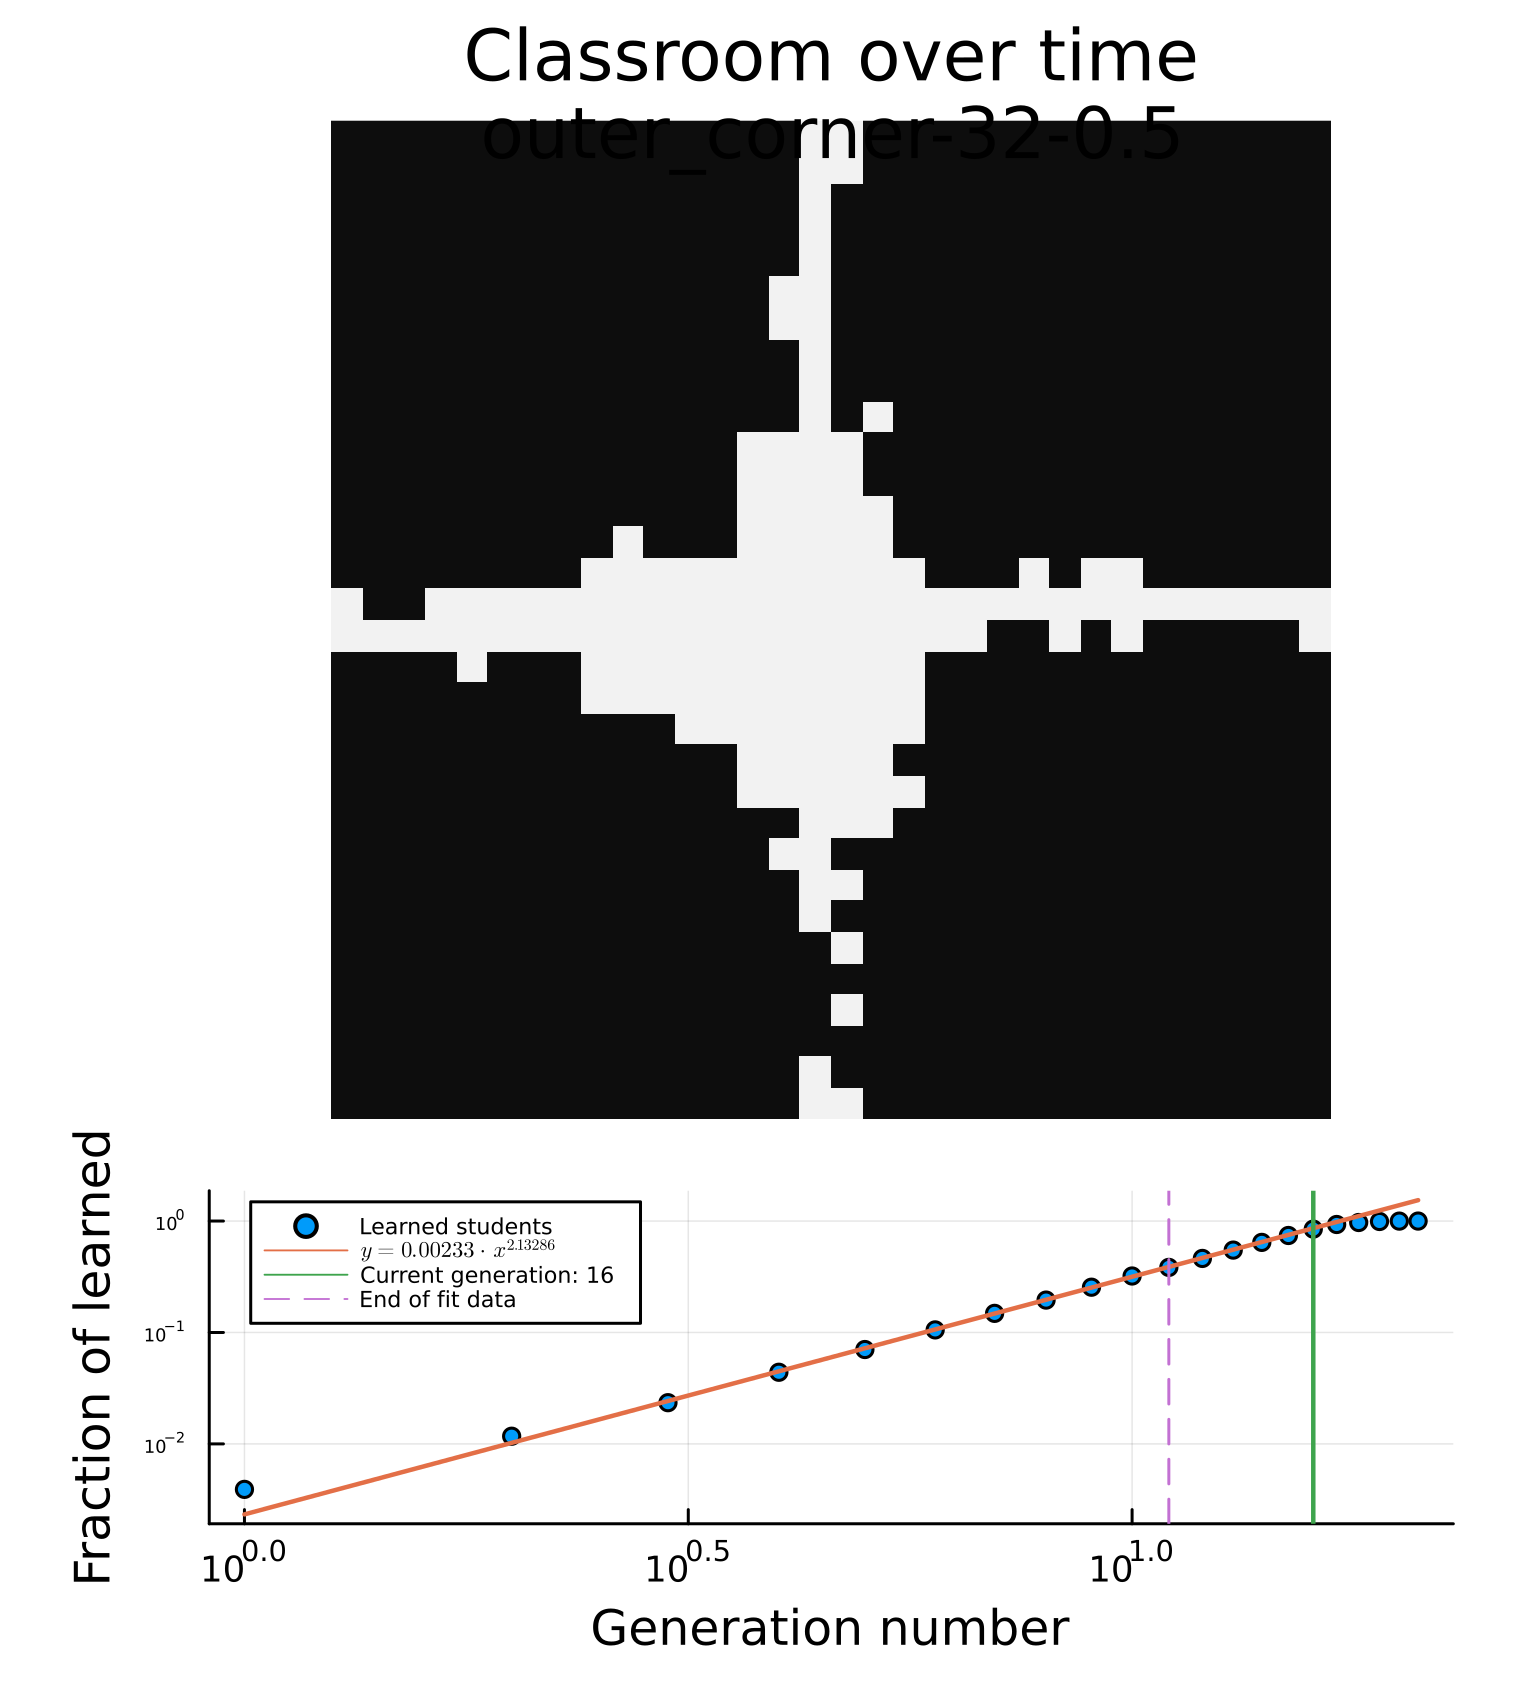 Classroom over time
outer_corner-32-0.5
Fraction of learned
10^0
10^−1
10^−2
Learned students
y = 0.00233 · x^2.13286
Current generation: 16
End of fit data
10^0.0
10^0.5
10^1.0
Generation number